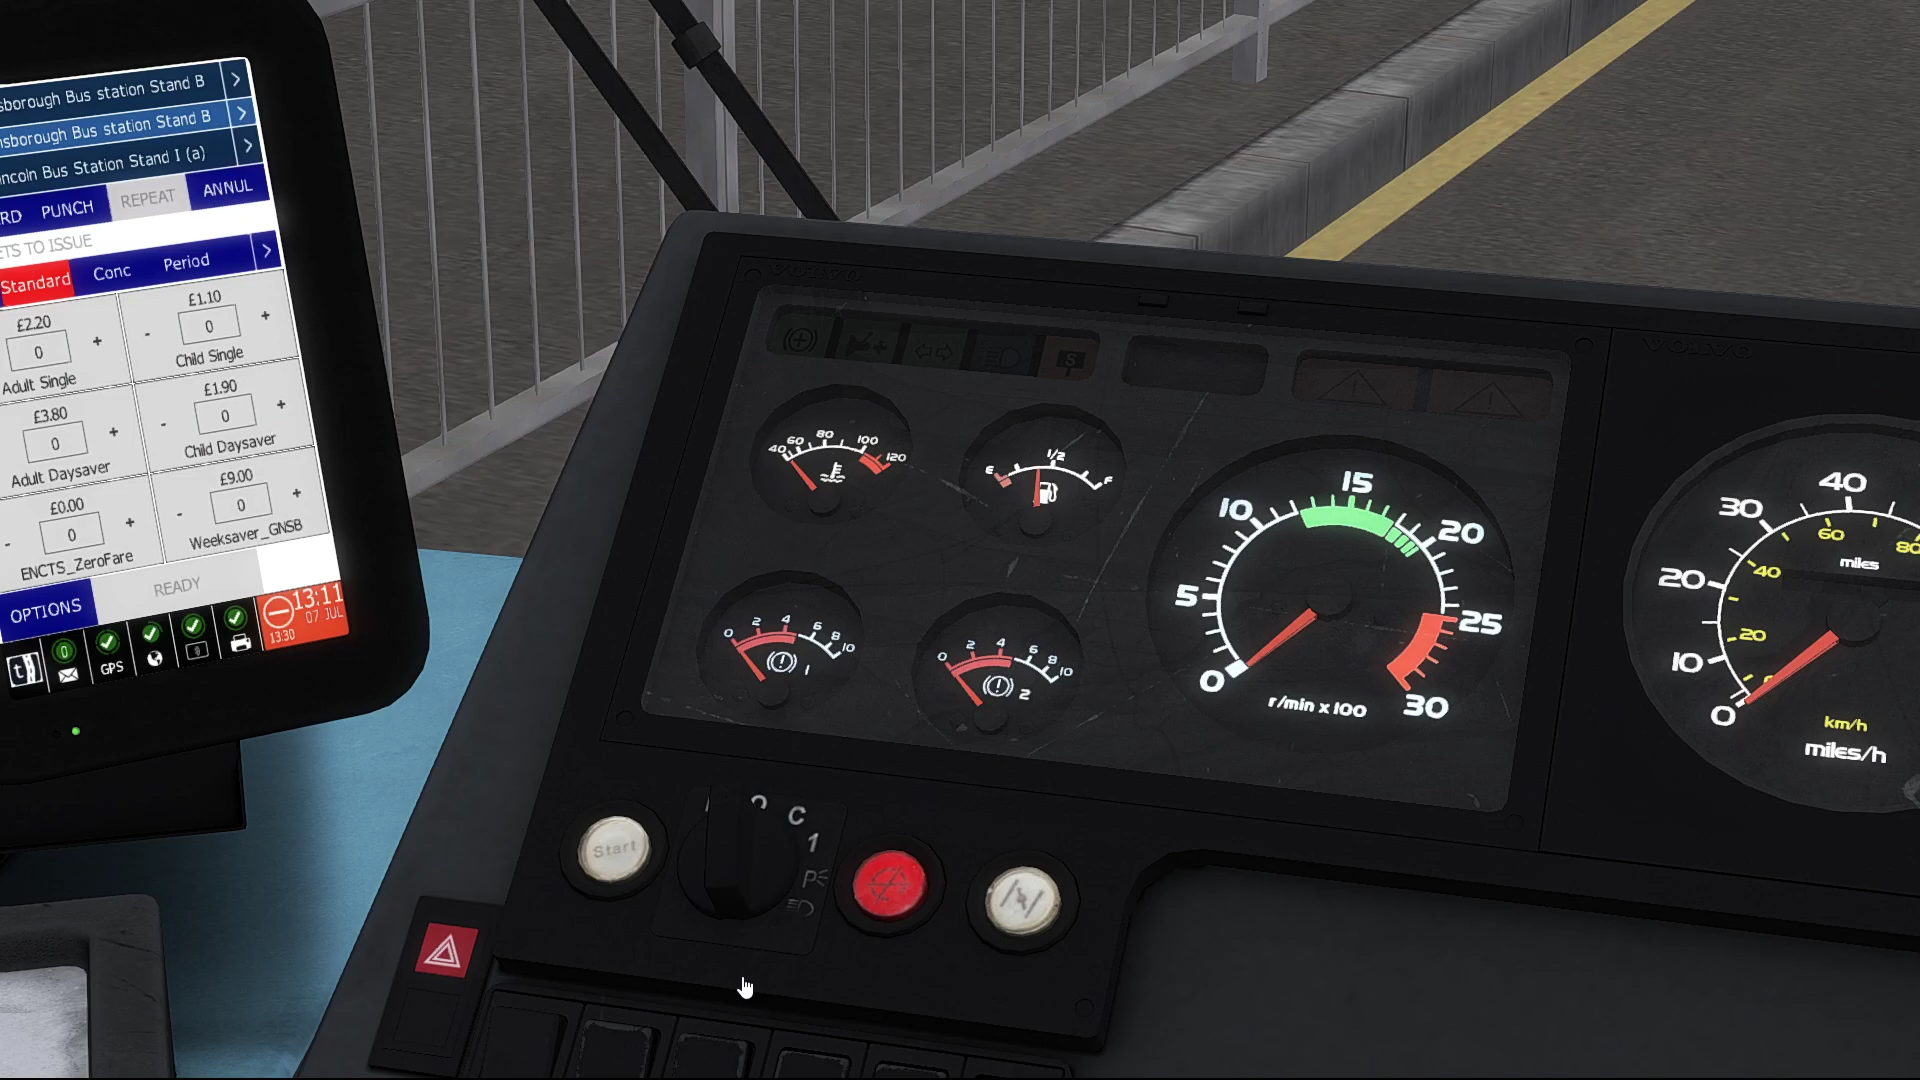 sborough Bus station Stand B >
nsborough Bus station Stand B >
ncoln Bus Station Stand I (a) >
RD PUNCH REPEAT ANNUL
ETS TO ISSUE
Standard Conc Period >
£2.20
0 +
Adult Single
£1.10
- 0 +
Child Single
£3.80
0 +
Adult Daysaver
£1.90
- 0 +
Child Daysaver
£0.00
- 0 +
ENCTS_ZeroFare
£9.00
- 0 +
Weeksaver_GNSB
OPTIONS READY
t 0 GPS 13:11
07 JUL
13:30
VOLVO
VOLVO
S
40 60 80 100 120
E 1/2 F
0 2 4 6 8 10
1
0 2 4 6 8 10
2
0 5 10 15 20 25 30
r/min x 100
0 10 20 30 40
20 40 60 80
miles
km/h
miles/h
Start
C
1
P